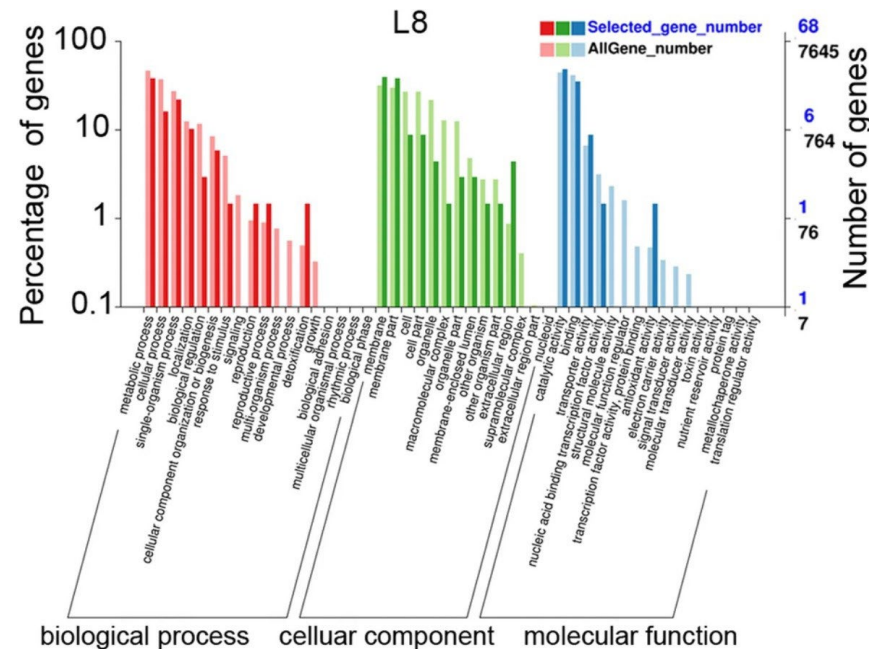 L8
Selected_gene_number
AllGene_number
Percentage of genes
100
10
1
0.1
68
7645
6
764
1
76
1
7
Number of genes
metabolic process
cellular process
single-organism process
localization
biological regulation
cellular component organization or biogenesis
response to stimulus
signaling
reproduction
reproductive process
multi-organism process
developmental process
detoxification
growth
biological adhesion
multicellular organismal process
rhythmic process
biological phase
membrane
membrane part
cell
cell part
organelle
macromolecular complex
organelle part
membrane-enclosed lumen
other organism
other organism part
extracellular region
supramolecular complex
extracellular region part
nucleoid
catalytic activity
binding
transporter activity
nucleic acid binding transcription factor activity
structural molecule activity
molecular function regulator
transcription factor activity, protein binding
antioxidant activity
electron carrier activity
signal transducer activity
molecular transducer activity
toxin activity
nutrient reservoir activity
protein tag
metallochaperone activity
translation regulator activity
biological process
celluar component
molecular function